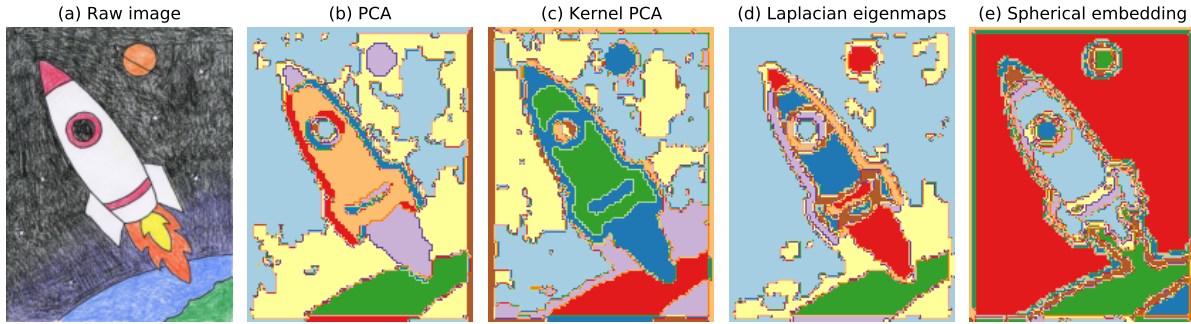 (a) Raw image
(b) PCA
(c) Kernel PCA
(d) Laplacian eigenmaps
(e) Spherical embedding